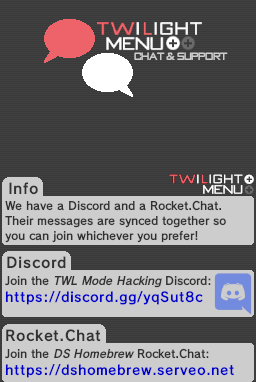 TWiLIGHT
MENU++
CHAT & SUPPORT
TWiLIGHT
MENU++
Info
We have a Discord and a Rocket.Chat.
Their messages are synced together so
you can join whichever you prefer!
Discord
Join the TWL Mode Hacking Discord:
https://discord.gg/yqSut8c
Rocket.Chat
Join the DS Homebrew Rocket.Chat:
https://dshomebrew.serveo.net